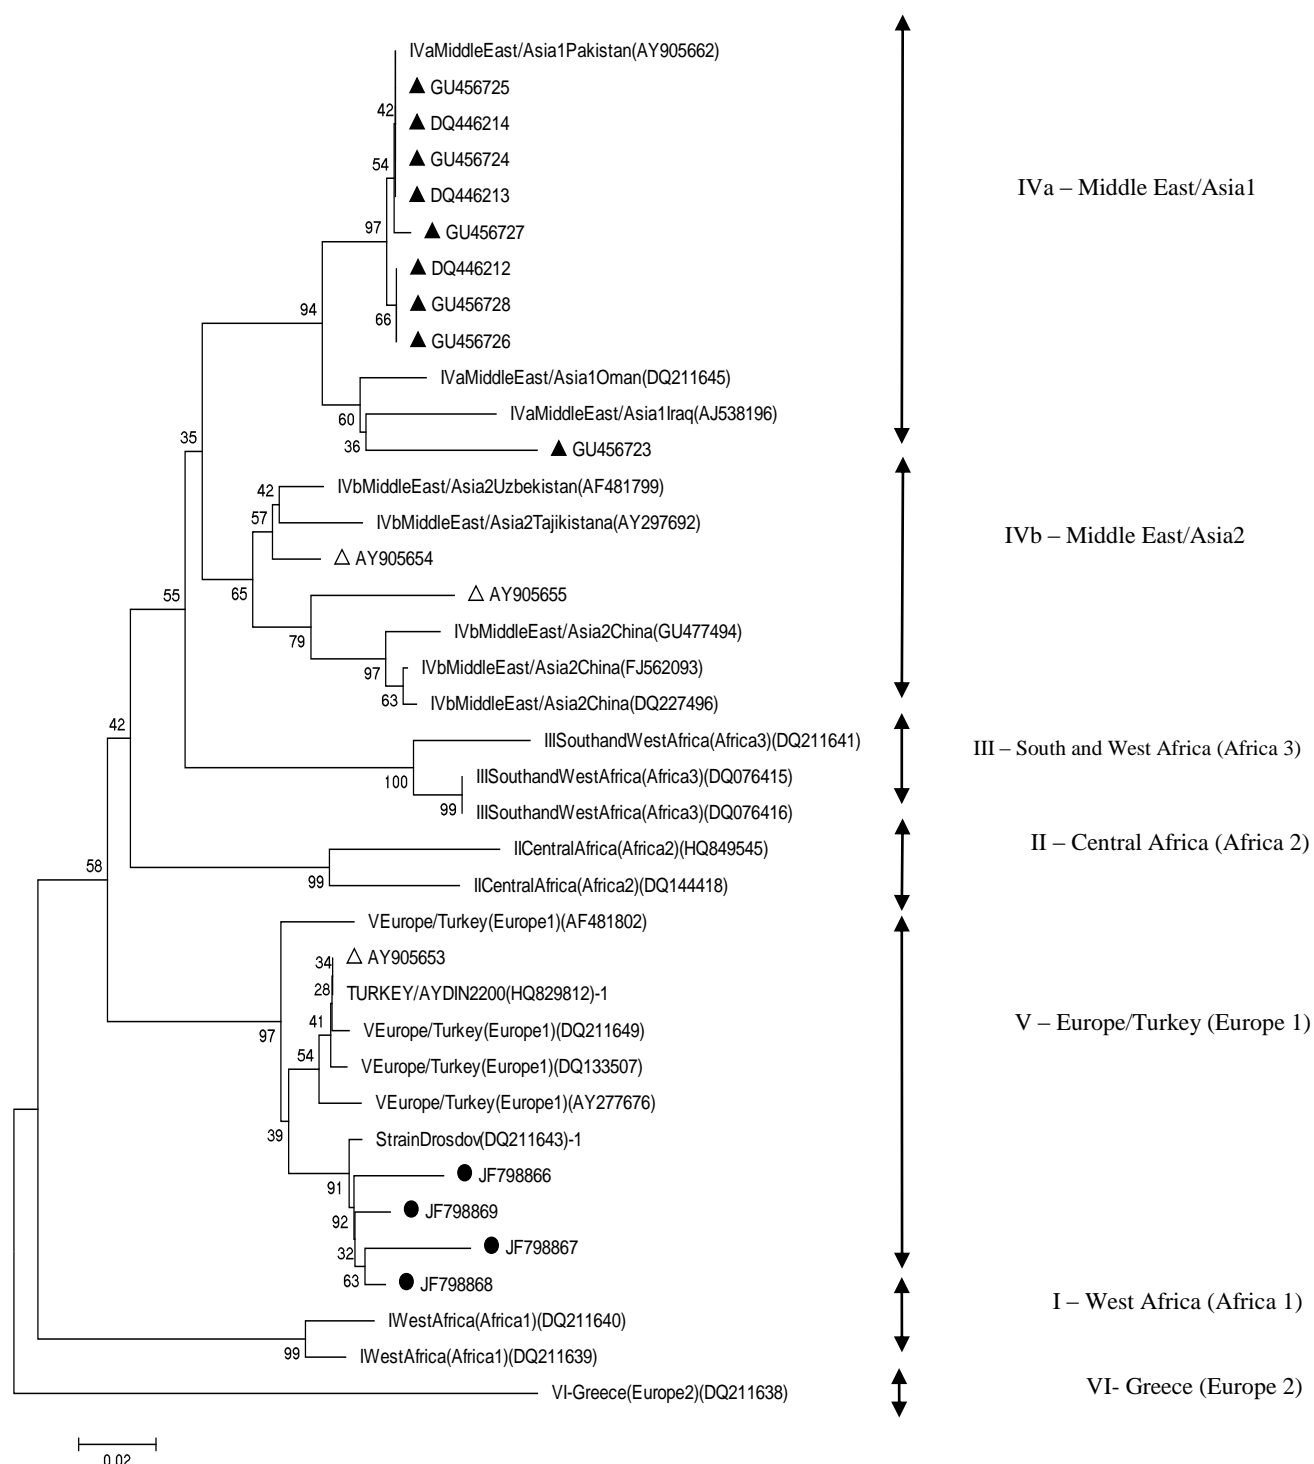 IVaMiddleEast/Asia1Pakistan(AY905662)
GU456725
42
DQ446214
GU456724
54
DQ446213
IVa – Middle East/Asia1
97
GU456727
DQ446212
94
GU456728
66
GU456726
IVaMiddleEast/Asia1Oman(DQ211645)
60
IVaMiddleEast/Asia1Iraq(AJ538196)
35
36
GU456723
42
IVbMiddleEast/Asia2Uzbekistan(AF481799)
57
IVbMiddleEast/Asia2Tajikistana(AY297692)
IVb – Middle East/Asia2
AY905654
55
65
AY905655
79
IVbMiddleEast/Asia2China(GU477494)
97
IVbMiddleEast/Asia2China(FJ562093)
63
IVbMiddleEast/Asia2China(DQ227496)
42
IIISouthandWestAfrica(Africa3)(DQ211641)
III – South and West Africa (Africa 3)
100
IIISouthandWestAfrica(Africa3)(DQ076415)
99
IIISouthandWestAfrica(Africa3)(DQ076416)
II – Central Africa (Africa 2)
58
IICentralAfrica(Africa2)(HQ849545)
99
IICentralAfrica(Africa2)(DQ144418)
VEurope/Turkey(Europe1)(AF481802)
34
AY905653
28
TURKEY/AYDIN2200(HQ829812)-1
41
VEurope/Turkey(Europe1)(DQ211649)
V – Europe/Turkey (Europe 1)
97
54
VEurope/Turkey(Europe1)(DQ133507)
VEurope/Turkey(Europe1)(AY277676)
39
StrainDrosdov(DQ211643)-1
91
JF798866
92
JF798869
32
JF798867
63
JF798868
I – West Africa (Africa 1)
IWestAfrica(Africa1)(DQ211640)
99
IWestAfrica(Africa1)(DQ211639)
VI-Greece(Europe2)(DQ211638)
VI- Greece (Europe 2)
0.02